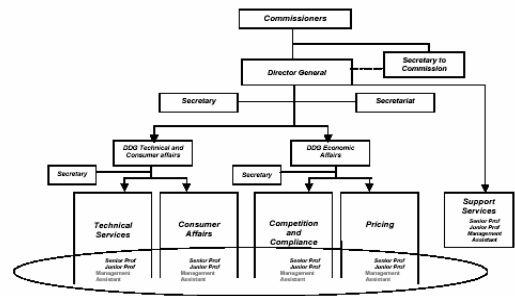 Commissioners
Secretary to
Commission
Director General
Secretary
Secretariat
DDG Technical and
Consumer affairs
DDG Economic
Affairs
Secretary
Secretary
Technical
Services
Senior Prof
Junior Prof
Management
Assistant
Consumer
Affairs
Senior Prof
Junior Prof
Management
Assistant
Competition
and
Compliance
Senior Prof
Junior Prof
Management
Assistant
Pricing
Senior Prof
Junior Prof
Management
Assistant
Support
Services
Senior Prof
Junior Prof
Management
Assistant